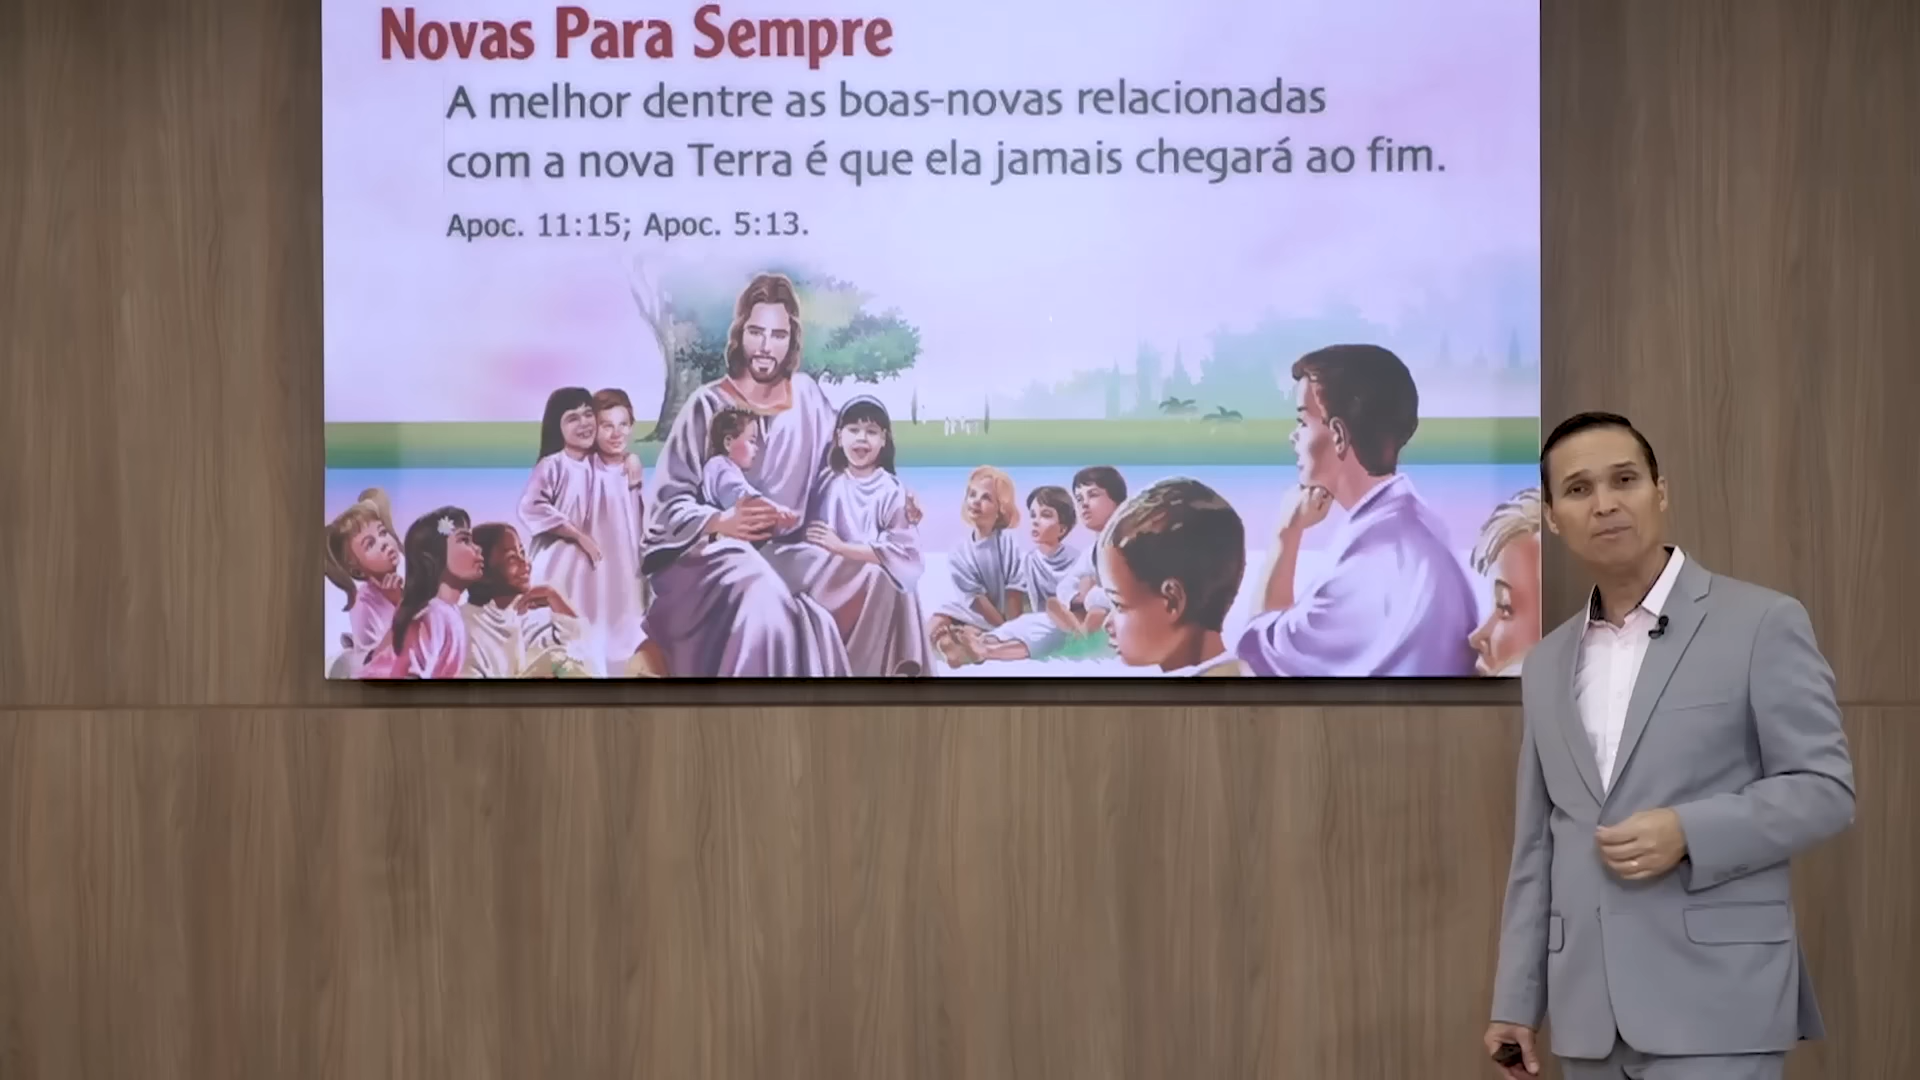 Novas Para Sempre
A melhor dentre as boas-novas relacionadas
com a nova Terra é que ela jamais chegará ao fim.
Apoc. 11:15; Apoc. 5:13.